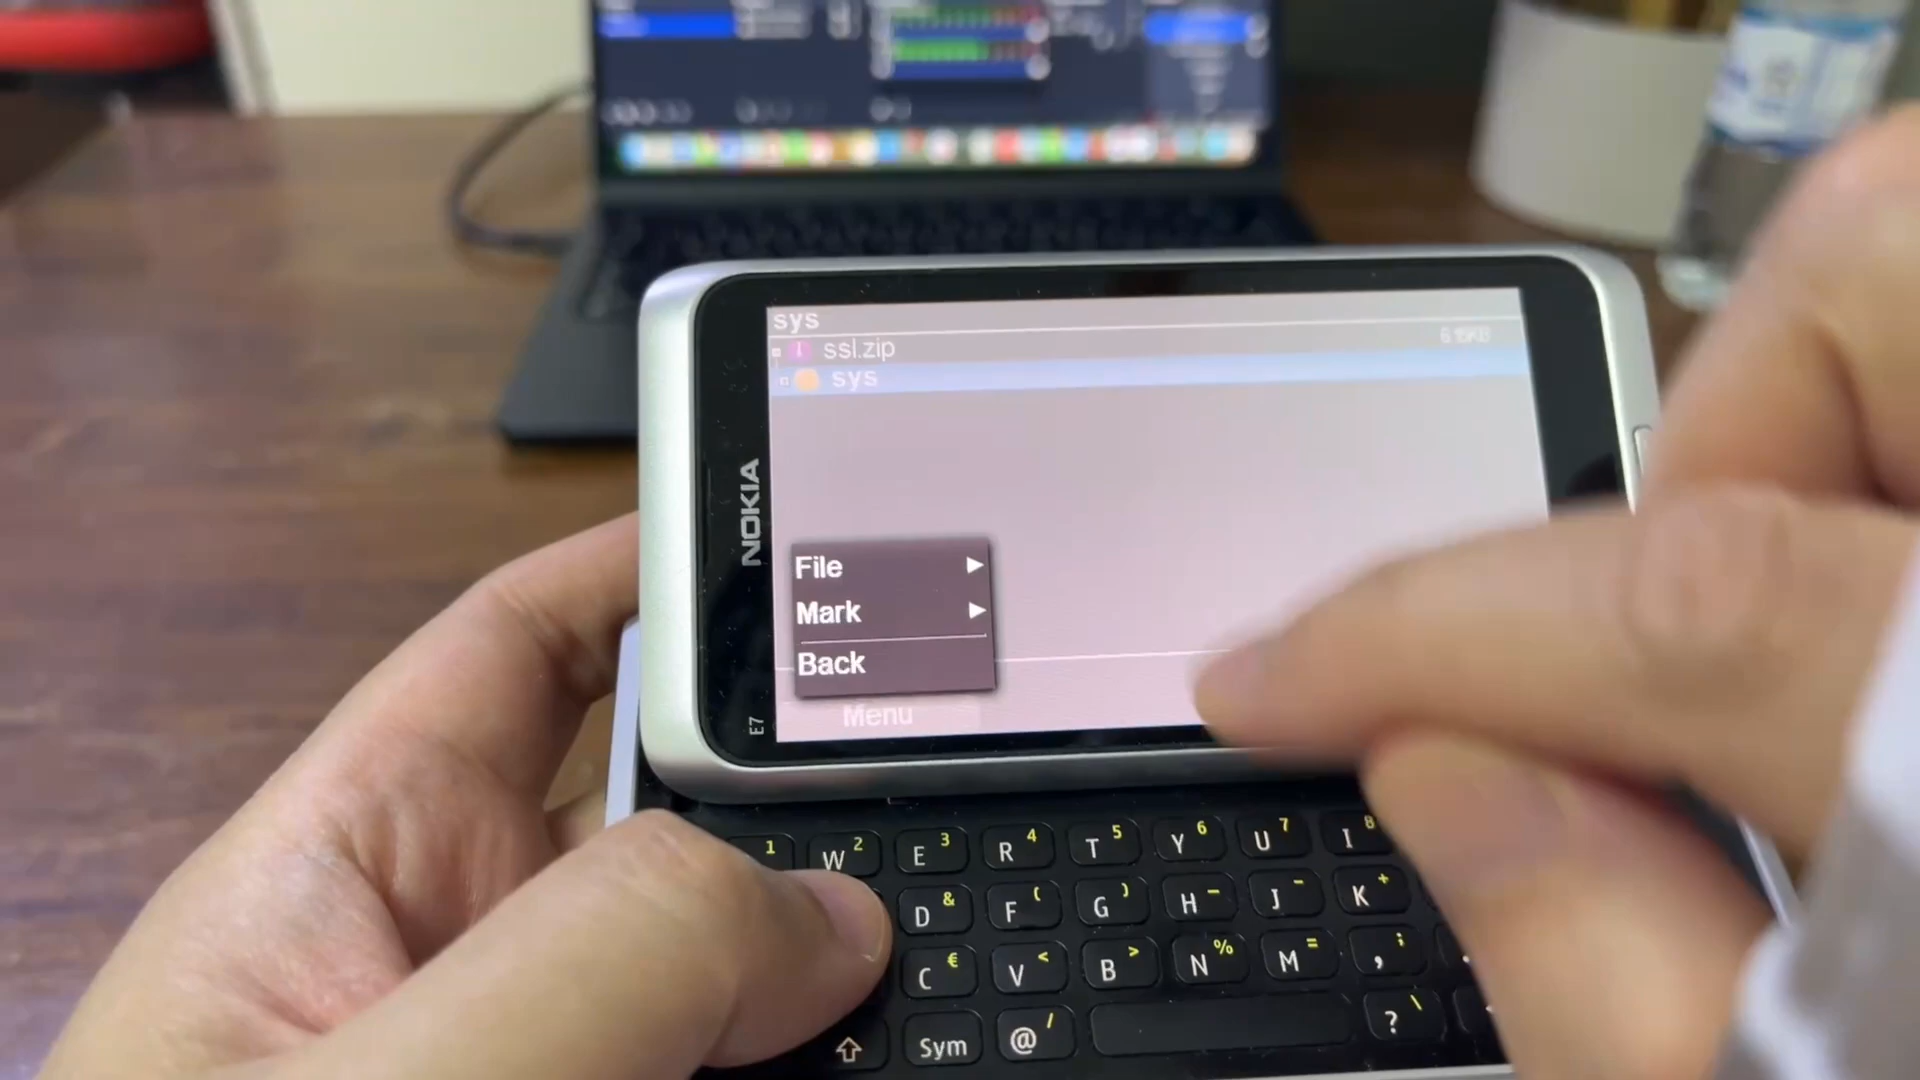 sys
ssl.zip
sys
File
Mark
Back
Menu
NOKIA
E7
1 W 2 E 3 R 4 T 5 Y 6 U 7 I 8
D & F ( G ) H J K +
C € V < B > N % M = , ;
Sym @ / ? \